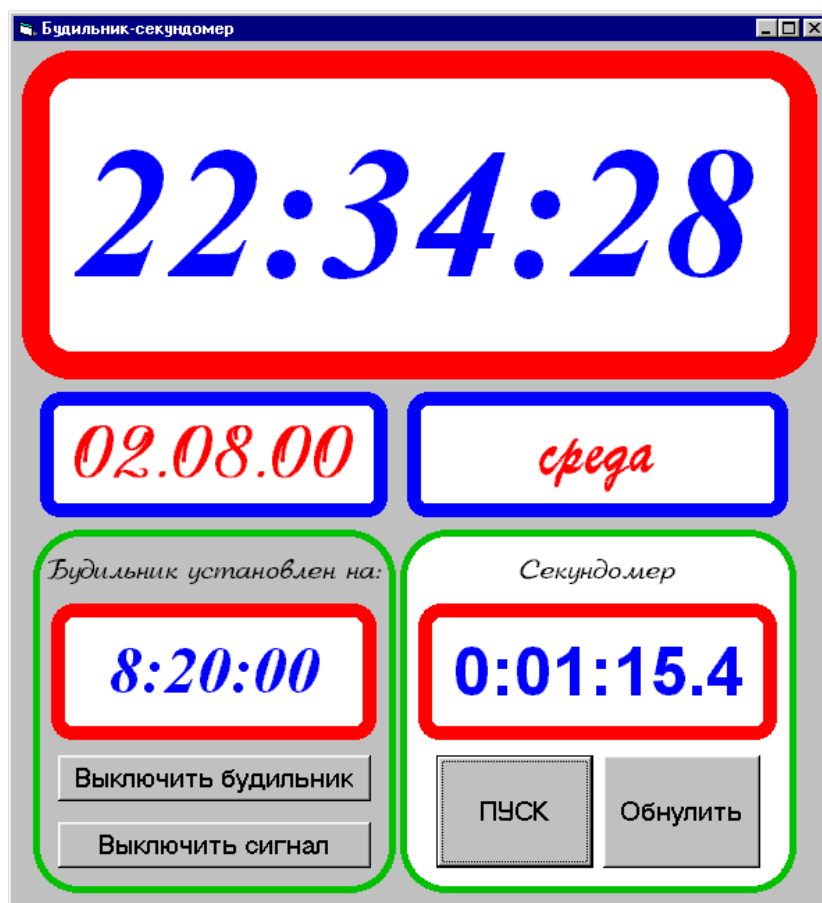 Будильник-секундомер
22:34:28
02.08.00
среда
Будильник установлен на:
8:20:00
Выключить будильник
Выключить сигнал
Секундомер
0:01:15.4
ПУСК
Обнулить